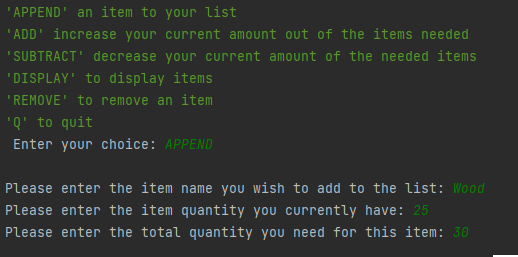 'APPEND' an item to your list
'ADD' increase your current amount out of the items needed
'SUBTRACT' decrease your current amount of the needed items
'DISPLAY' to display items
'REMOVE' to remove an item
'Q' to quit
Enter your choice: APPEND
Please enter the item name you wish to add to the list: Wood
Please enter the item quantity you currently have: 25
Please enter the total quantity you need for this item: 30